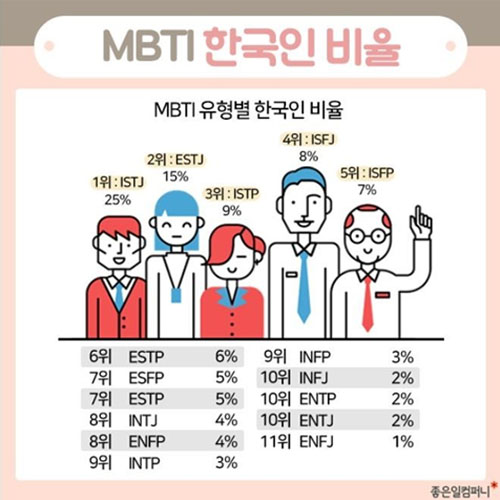 MBTI 한국인 비율
MBTI 유형별 한국인 비율
1위 : ISTJ
25%
2위 : ESTJ
15%
3위 : ISTP
9%
4위 : ISFJ
8%
5위 : ISFP
7%
6위 ESTP 6%
7위 ESFP 5%
7위 ESTP 5%
8위 INTJ 4%
8위 ENFP 4%
9위 INTP 3%
9위 INFP 3%
10위 INFJ 2%
10위 ENTP 2%
10위 ENTJ 2%
11위 ENFJ 1%
좋은일컴퍼니